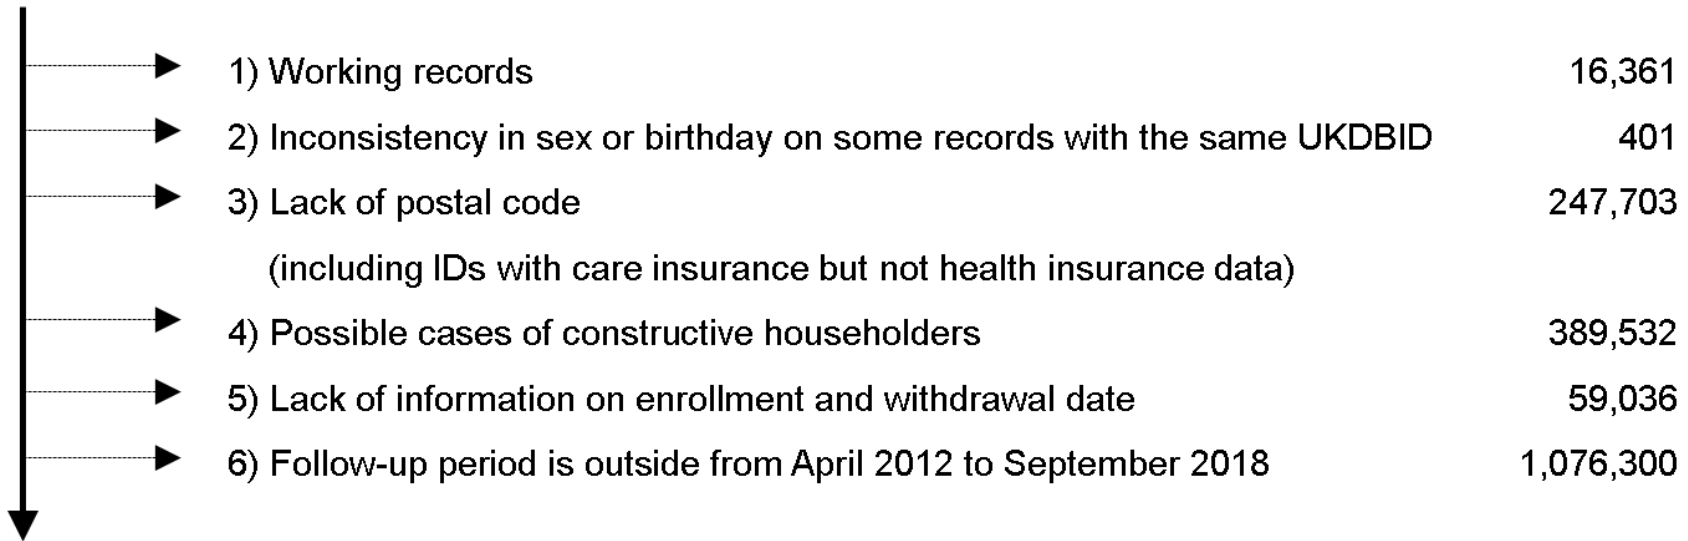 1) Working records 16,361
2) Inconsistency in sex or birthday on some records with the same UKDBID 401
3) Lack of postal code 247,703
(including IDs with care insurance but not health insurance data)
4) Possible cases of constructive householders 389,532
5) Lack of information on enrollment and withdrawal date 59,036
6) Follow-up period is outside from April 2012 to September 2018 1,076,300